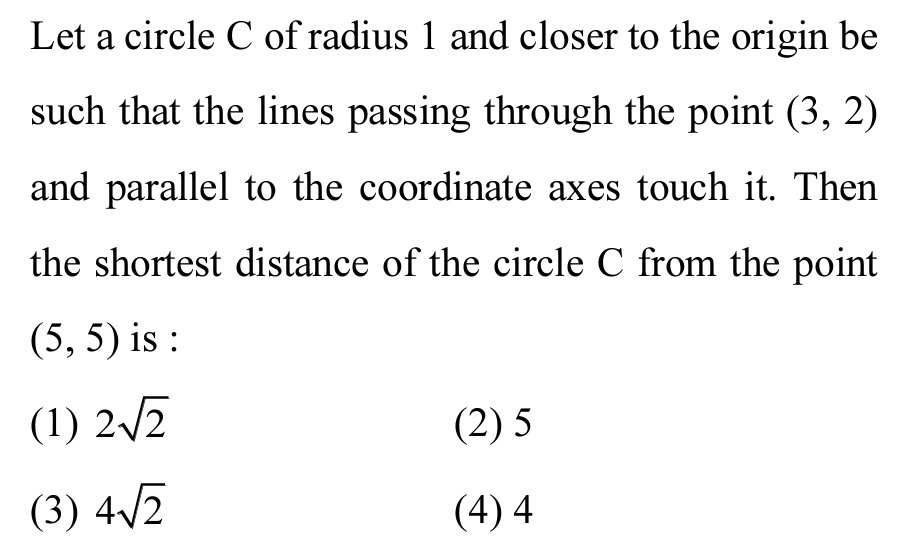 Let a circle C of radius 1 and closer to the origin be
such that the lines passing through the point (3, 2)
and parallel to the coordinate axes touch it. Then
the shortest distance of the circle C from the point
(5, 5) is :
(1) 2√2 (2) 5
(3) 4√2 (4) 4